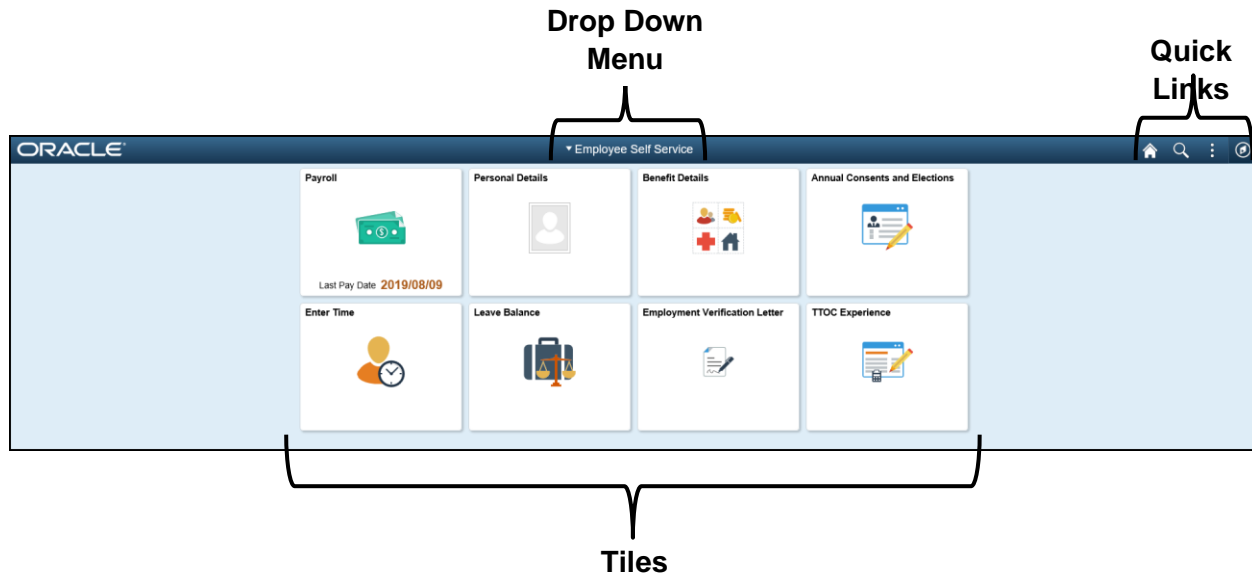 Drop Down
Menu
Quick
Links
ORACLE
Employee Self Service
Payroll
Personal Details
Benefit Details
Annual Consents and Elections
Last Pay Date 2019/08/09
Enter Time
Leave Balance
Employment Verification Letter
TTOC Experience
Tiles